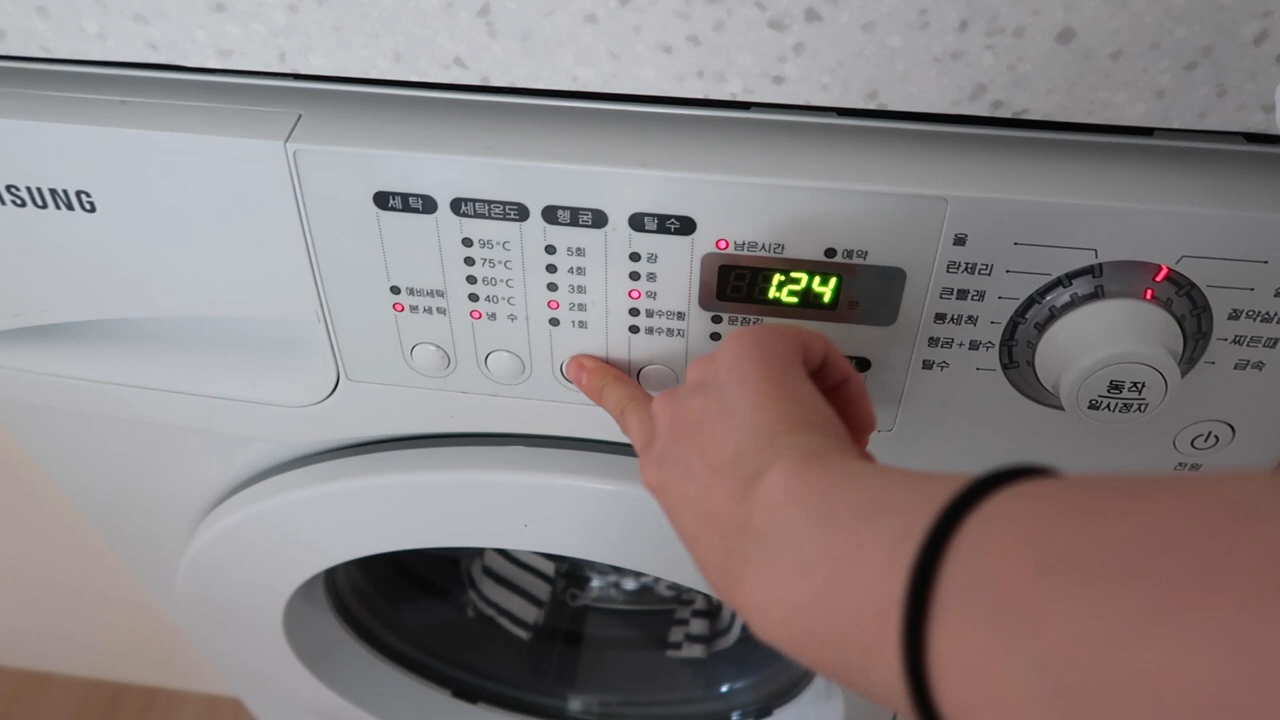 SUNG
세탁
예비세탁
본세탁
세탁온도
95°C
75°C
60°C
40°C
냉 수
헹굼
5회
4회
3회
2회
1회
탈수
강
중
약
탈수안함
배수정지
남은시간
예약
1:24
분
문잠김
울
란제리
큰빨래
통세척
헹굼+탈수
탈수
절약삶
찌든때
급속
동작
일시정지
전원